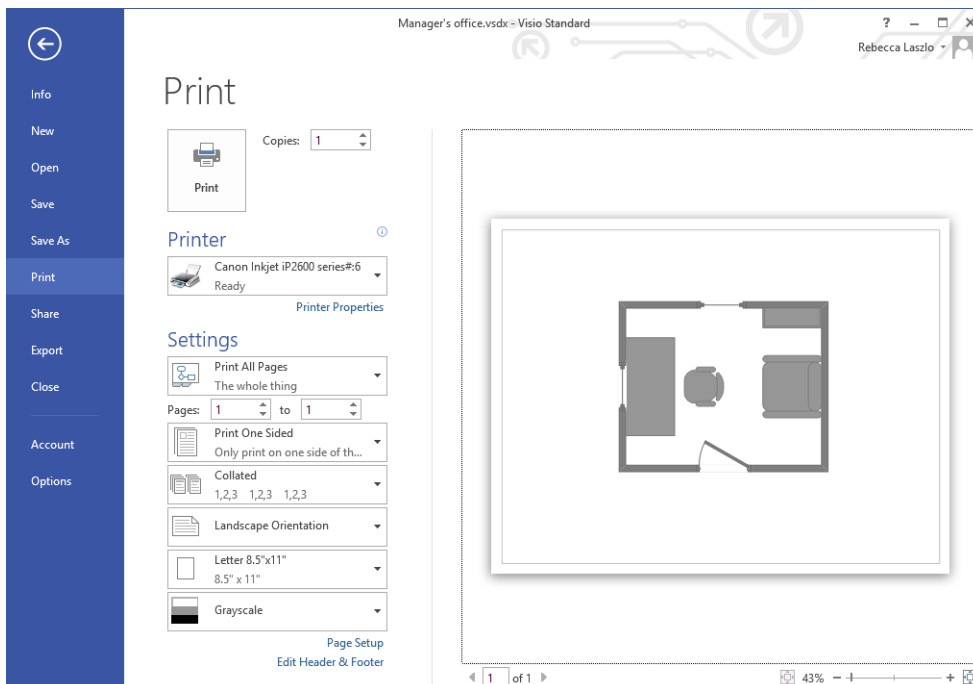 Manager's office.vsdx - Visio Standard
?
Rebecca Laszlo
Info
New
Open
Save
Save As
Print
Share
Export
Close
Account
Options
Print
Print
Copies: 1
Printer
Canon Inkjet iP2600 series#:6
Ready
Printer Properties
Settings
Print All Pages
The whole thing
Pages: 1 to 1
Print One Sided
Only print on one side of th...
Collated
1,2,3 1,2,3 1,2,3
Landscape Orientation
Letter 8.5"x11"
8.5" x 11"
Grayscale
Page Setup
Edit Header & Footer
1 of 1
43%